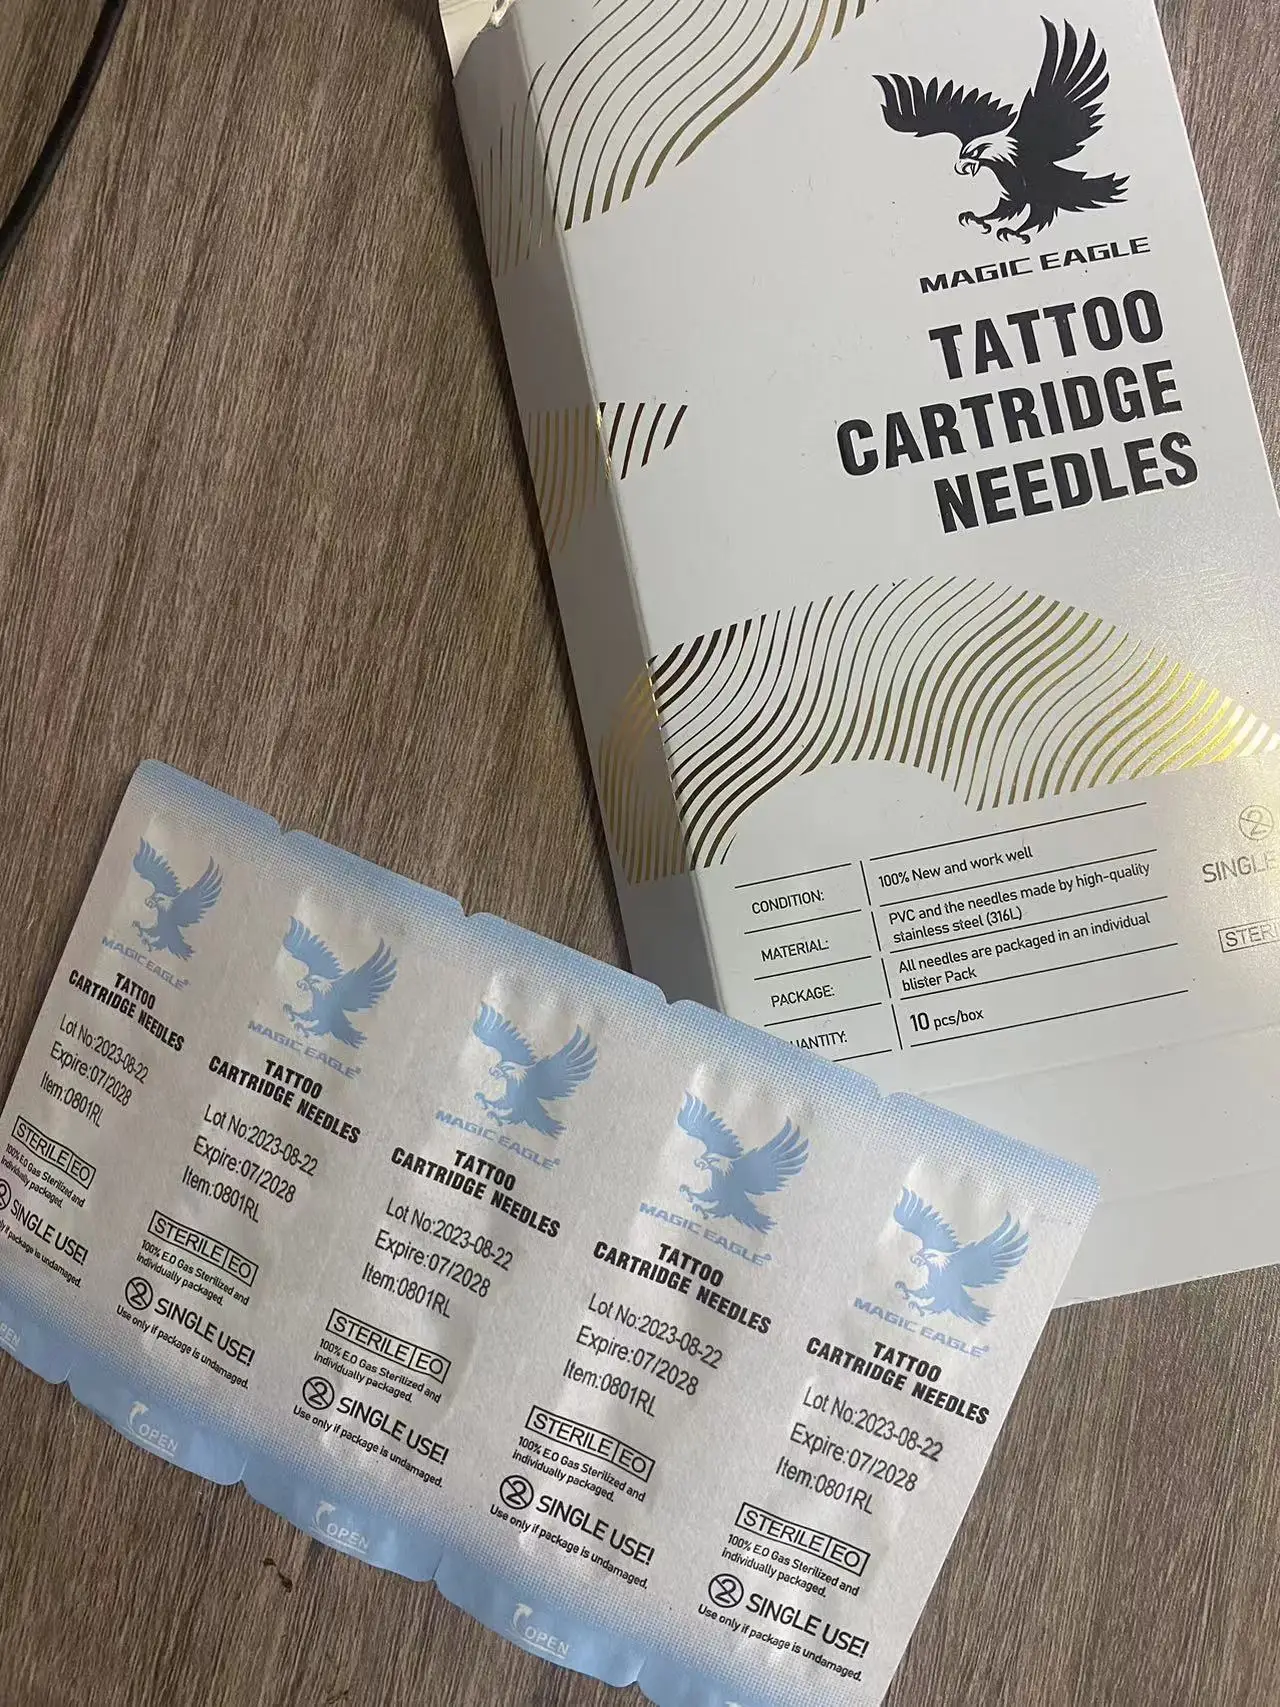 MAGIC EAGLE
TATTOO
CARTRIDGE
NEEDLES
CONDITION: 100% New and work well
MATERIAL: PVC and the needles made by high-quality
stainless steel (316L)
PACKAGE: All needles are packaged in an individual
blister Pack
UANTITY: 10 pcs/box
2
SINGLE
STERI
MAGIC EAGLE®
TATTOO
CARTRIDGE NEEDLES
Lot No:2023-08-22
Expire:07/2028
Item:0801RL
STERILE EO
100% E.O Gas Sterilized and
individually packaged.
2 SINGLE USE!
ly if package is undamaged.
PEN
MAGIC EAGLE®
TATTOO
CARTRIDGE NEEDLES
Lot No:2023-08-22
Expire:07/2028
Item:0801RL
STERILE EO
100% E.O Gas Sterilized and
individually packaged.
2 SINGLE USE!
Use only if package is undamaged.
OPEN
MAGIC EAGLE®
TATTOO
CARTRIDGE NEEDLES
Lot No:2023-08-22
Expire:07/2028
Item:0801RL
STERILE EO
100% E.O Gas Sterilized and
individually packaged.
2 SINGLE USE!
Use only if package is undamaged.
OPEN
MAGIC EAGLE®
TATTOO
CARTRIDGE NEEDLES
Lot No:2023-08-22
Expire:07/2028
Item:0801RL
STERILE EO
100% E.O Gas Sterilized and
individually packaged.
2 SINGLE USE!
Use only if package is undamaged.
OPEN
MAGIC EAGLE®
TATTOO
CARTRIDGE NEEDLES
Lot No:2023-08-22
Expire:07/2028
Item:0801RL
STERILE EO
100% E.O Gas Sterilized and
individually packaged.
2 SINGLE USE!
Use only if package is undamaged.